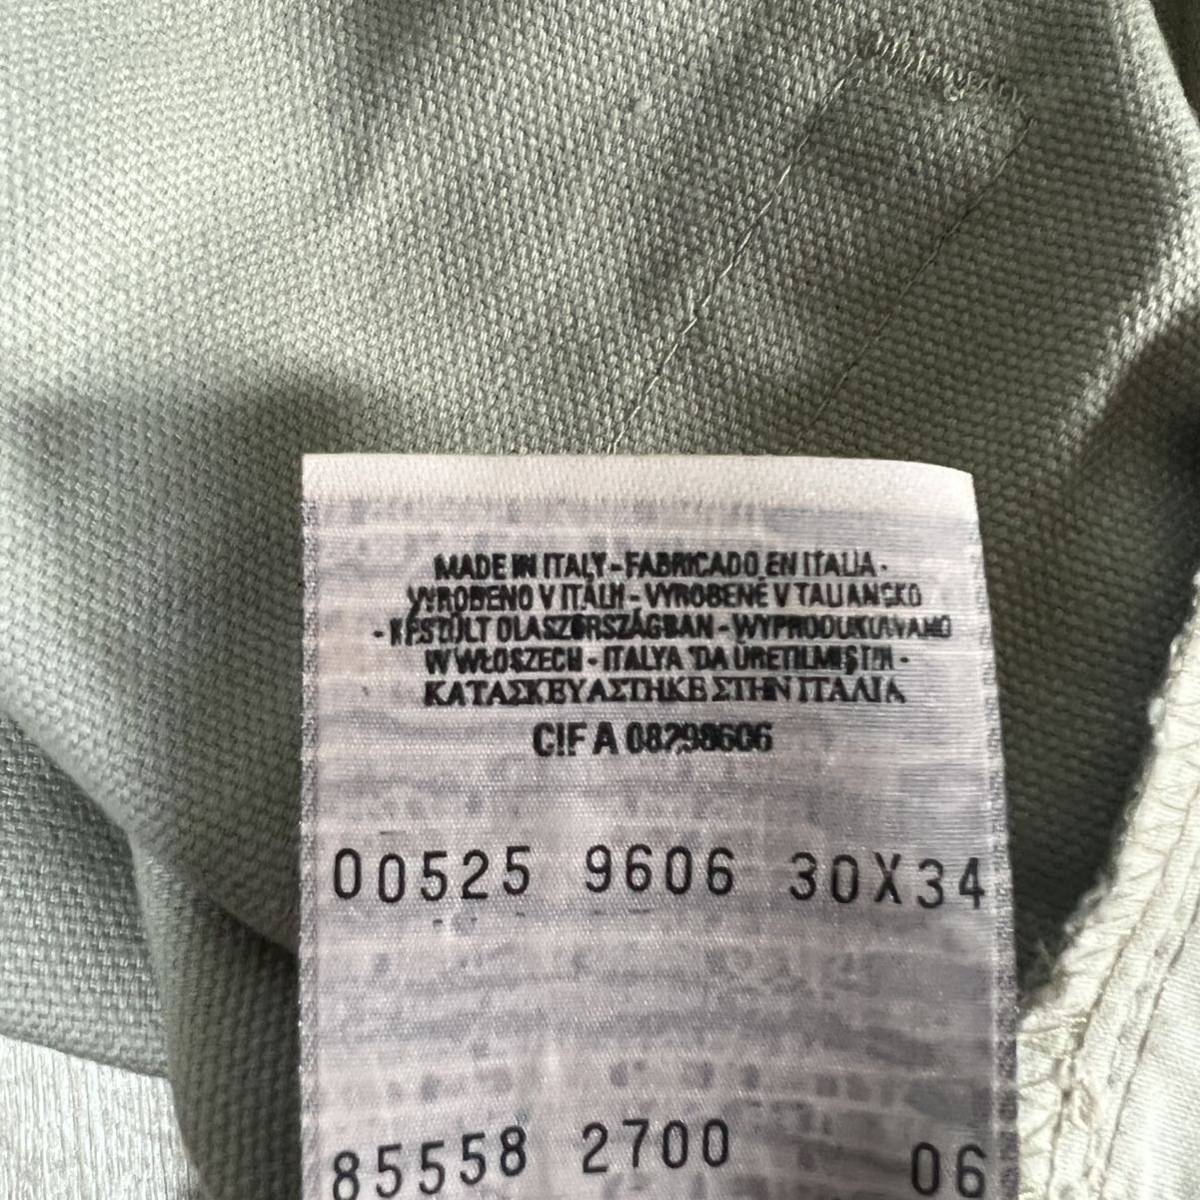 MADE IN ITALY - FABRICADO EN ITALIA -
VYROBENO V ITÁLII - VYROBENÉ V TALIANSKO
- KÉSZÜLT OLASZORSZÁGBAN - WYPRODUKOWANO
W WŁOSZECH - ITALYA 'DA ÜRETILMIŞTIR -
ΚΑΤΑΣΚΕΥΑΣΤΗΚΕ ΣΤΗΝ ΙΤΑΛΙΑ
CIF A 08298606
00525 9606 30X34
85558 2700 06